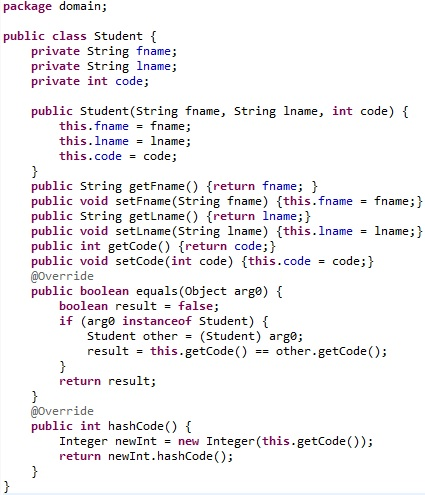 package domain;
public class Student {
    private String fname;
    private String lname;
    private int code;
    public Student(String fname, String lname, int code) {
        this.fname = fname;
        this.lname = lname;
        this.code = code;
    }
    public String getFname() {return fname; }
    public void setFname(String fname) {this.fname = fname;}
    public String getLname() {return lname;}
    public void setLname(String lname) {this.lname = lname;}
    public int getCode() {return code;}
    public void setCode(int code) {this.code = code;}
    @Override
    public boolean equals(Object arg0) {
        boolean result = false;
        if (arg0 instanceof Student) {
            Student other = (Student) arg0;
            result = this.getCode() == other.getCode();
        }
        return result;
    }
    @Override
    public int hashCode() {
        Integer newInt = new Integer(this.getCode());
        return newInt.hashCode();
    }
}